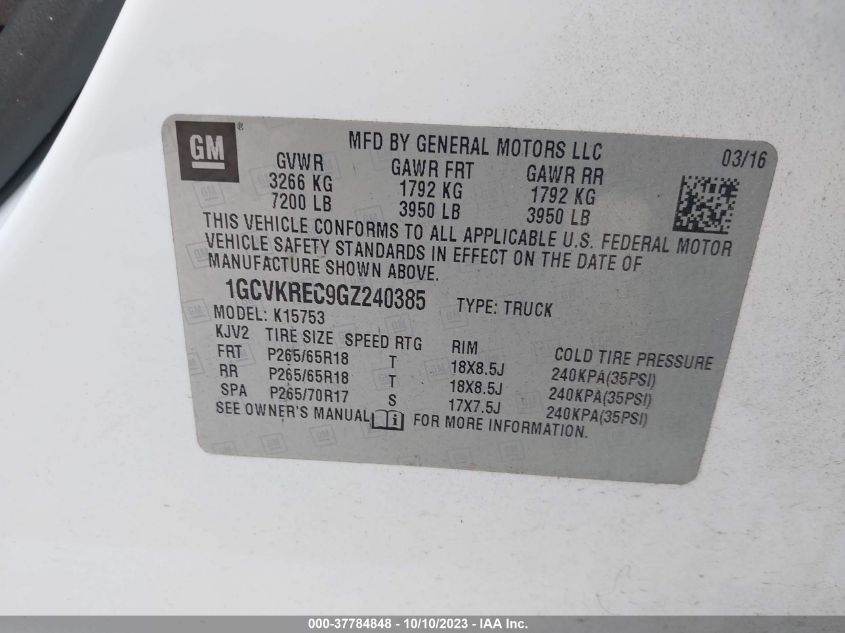 GM®
MFD BY GENERAL MOTORS LLC 03/16
GVWR GAWR FRT GAWR RR
3266 KG 1792 KG 1792 KG
7200 LB 3950 LB 3950 LB
THIS VEHICLE CONFORMS TO ALL APPLICABLE U.S. FEDERAL MOTOR
VEHICLE SAFETY STANDARDS IN EFFECT ON THE DATE OF
MANUFACTURE SHOWN ABOVE.
1GCVKREC9GZ240385 TYPE: TRUCK
MODEL: K15753
KJV2 TIRE SIZE SPEED RTG RIM COLD TIRE PRESSURE
FRT P265/65R18 T 18X8.5J 240KPA(35PSI)
RR P265/65R18 T 18X8.5J 240KPA(35PSI)
SPA P265/70R17 S 17X7.5J 240KPA(35PSI)
SEE OWNER'S MANUAL i FOR MORE INFORMATION.
000-37784848 - 10/10/2023 - IAA Inc.